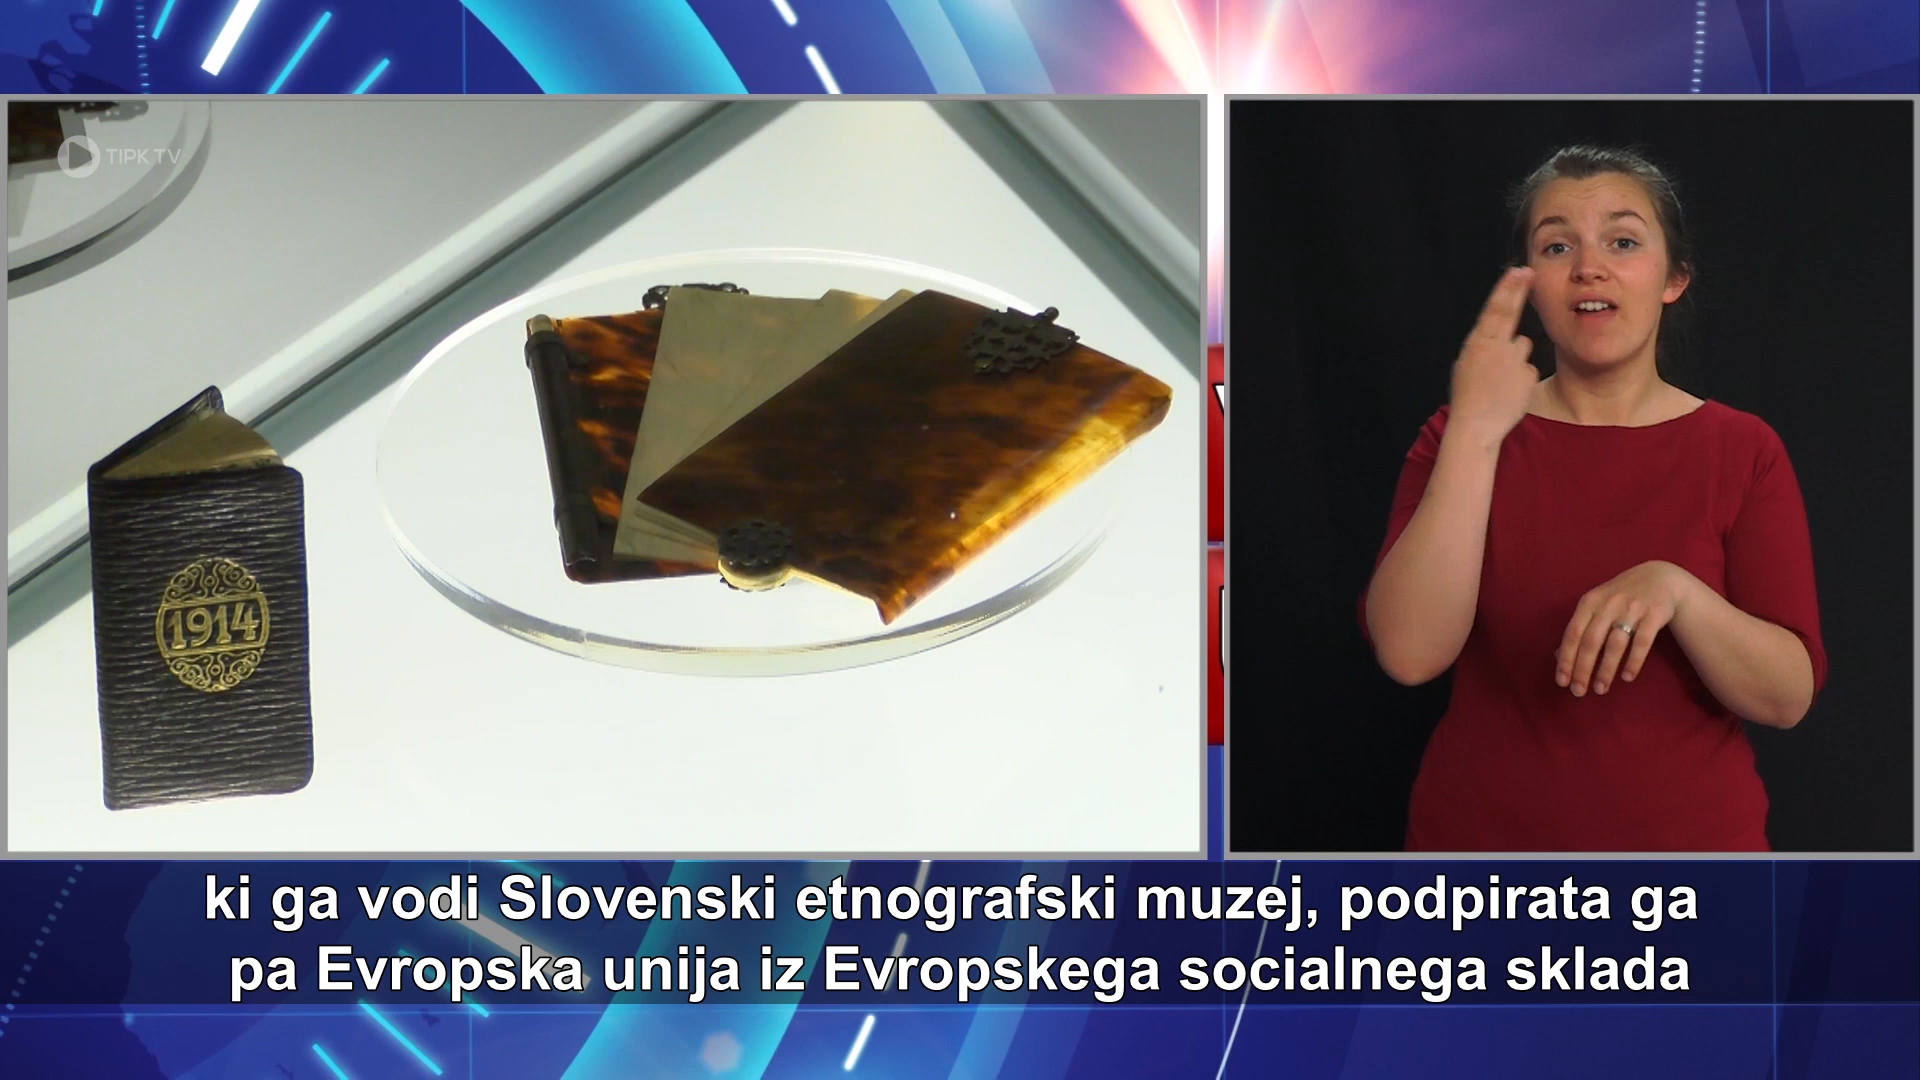 TIPK TV
1914
ki ga vodi Slovenski etnografski muzej, podpirata ga
pa Evropska unija iz Evropskega socialnega sklada